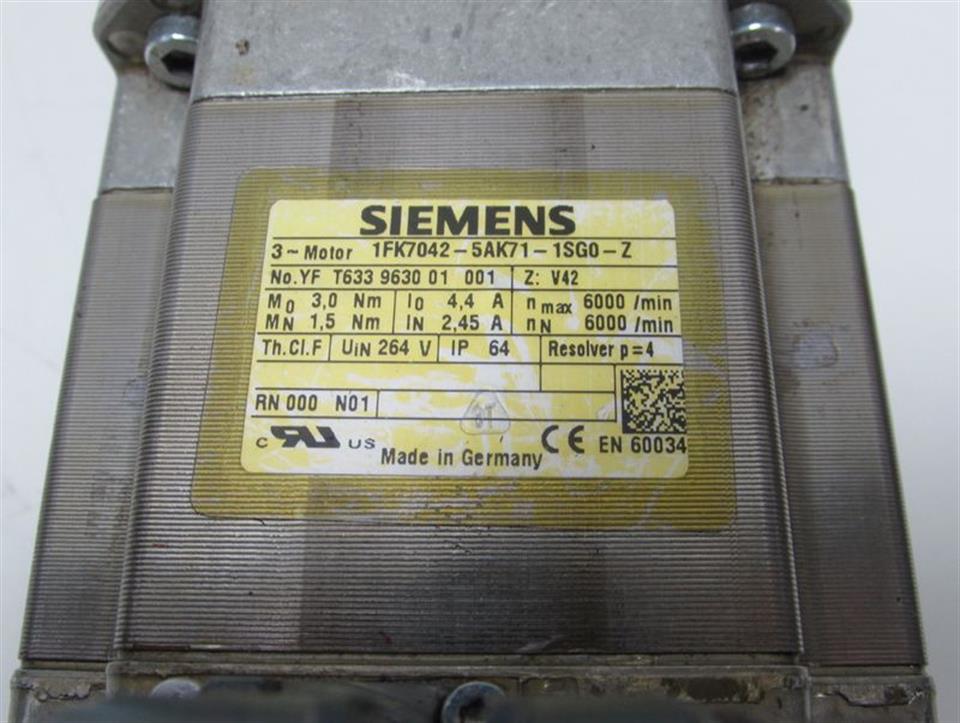 SIEMENS
3~Motor 1FK7042-5AK71-1SG0-Z
No.YF T633 9630 01 001 Z: V42
M0 3,0 Nm I0 4,4 A nmax 6000 /min
MN 1,5 Nm IN 2,45 A nN 6000 /min
Th.Cl.F UIN 264 V IP 64 Resolver p=4
RN 000 N01
c RU US Made in Germany CE EN 60034